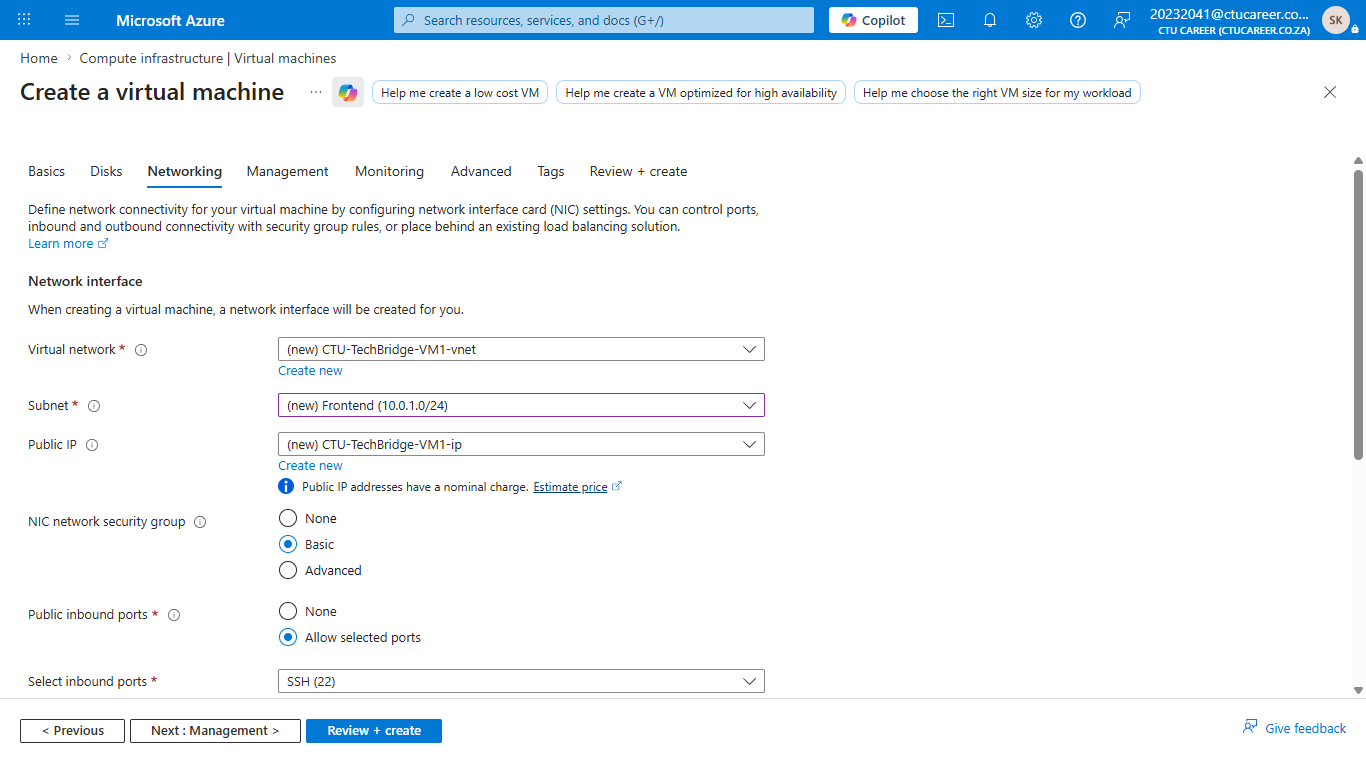 Microsoft Azure
Search resources, services, and docs (G+/)
Copilot
20232041@ctucareer.co...
CTU CAREER (CTUCAREER.CO.ZA)
SK
Home > Compute infrastructure | Virtual machines
Create a virtual machine ...
Help me create a low cost VM
Help me create a VM optimized for high availability
Help me choose the right VM size for my workload
Basics Disks Networking Management Monitoring Advanced Tags Review + create
Define network connectivity for your virtual machine by configuring network interface card (NIC) settings. You can control ports,
inbound and outbound connectivity with security group rules, or place behind an existing load balancing solution.
Learn more
Network interface
When creating a virtual machine, a network interface will be created for you.
Virtual network *
(new) CTU-TechBridge-VM1-vnet
Create new
Subnet *
(new) Frontend (10.0.1.0/24)
Public IP
(new) CTU-TechBridge-VM1-ip
Create new
Public IP addresses have a nominal charge. Estimate price
NIC network security group
None
Basic
Advanced
Public inbound ports *
None
Allow selected ports
Select inbound ports *
SSH (22)
< Previous
Next : Management >
Review + create
Give feedback